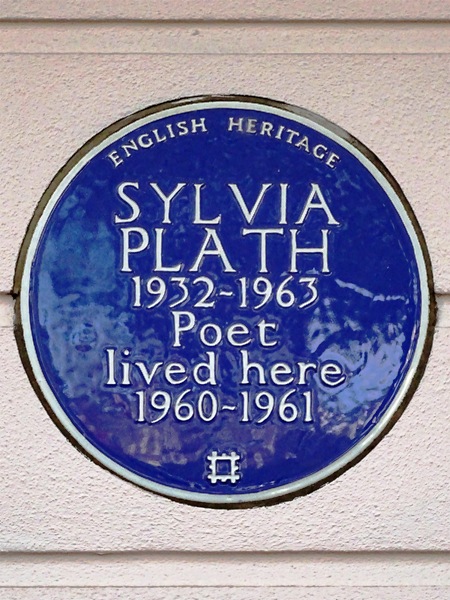 ENGLISH HERITAGE
SYLVIA
PLATH
1932-1963
Poet
lived here
1960-1961